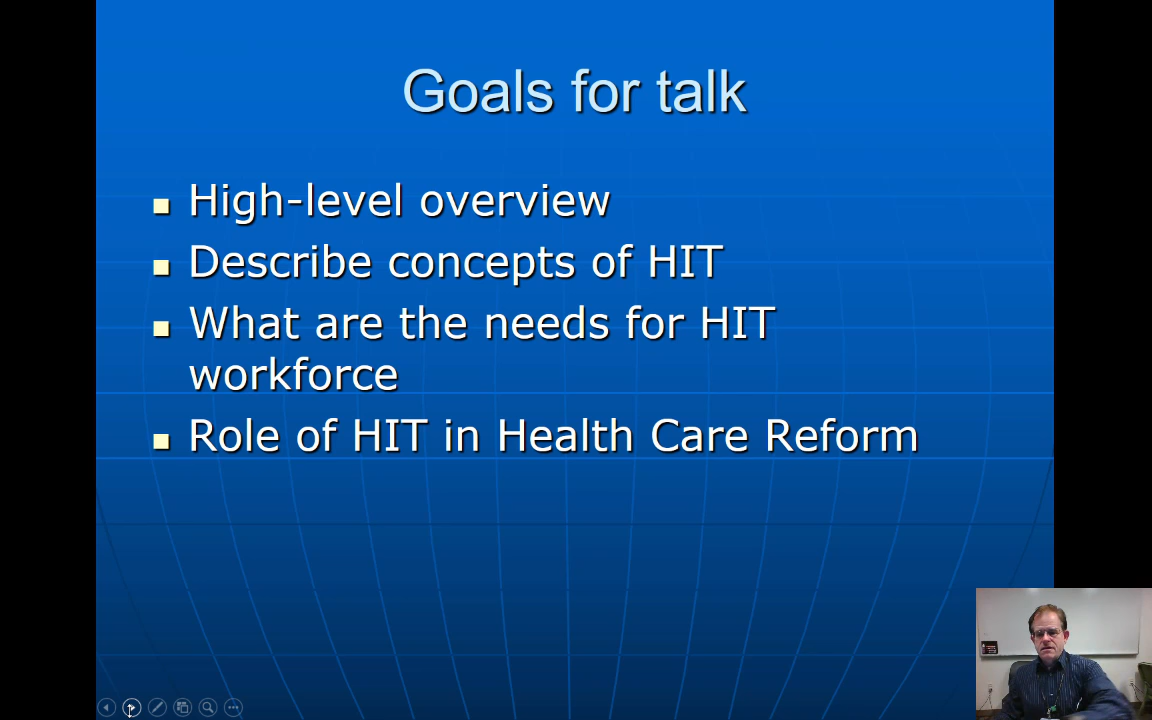 Goals for talk
High-level overview
Describe concepts of HIT
What are the needs for HIT
workforce
Role of HIT in Health Care Reform